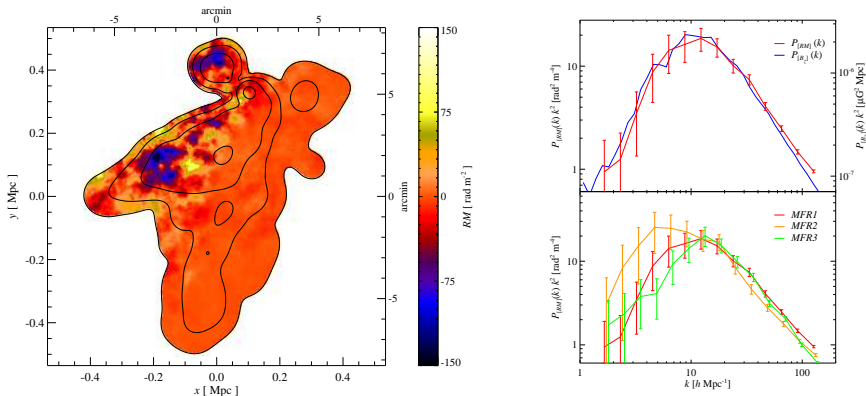 arcmin
-5 0 5
0.4
0.2
0.0
-0.2
-0.4
y [ Mpc ]
5
0
-5
arcmin
-0.4 -0.2 0.0 0.2 0.4
x [ Mpc ]
150
75
0
-75
-150
RM [ rad m⁻² ]
P[RM](k)
P[Bz](k)
10
1
P[RM](k) k² [rad² m⁻⁴]
10⁻⁶
10⁻⁷
P[Bz](k) k² [μG² Mpc]
MFR1
MFR2
MFR3
10
1
P[RM](k) k² [rad² m⁻⁴]
1 10 100
k [h Mpc⁻¹]